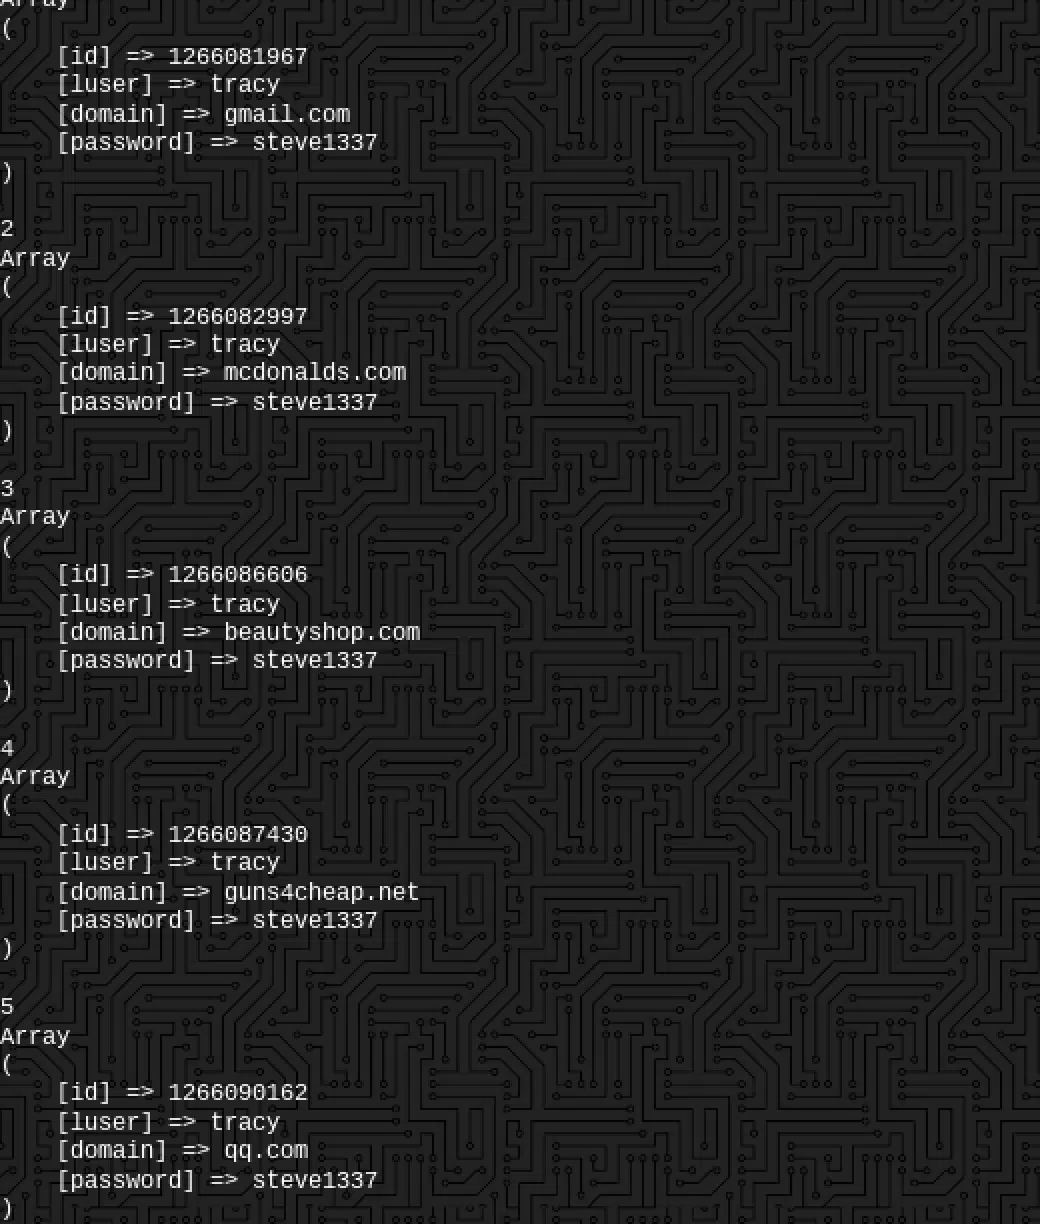 Array
(
    [id] => 1266081967
    [luser] => tracy
    [domain] => gmail.com
    [password] => steve1337
)
2
Array
(
    [id] => 1266082997
    [luser] => tracy
    [domain] => mcdonalds.com
    [password] => steve1337
)
3
Array
(
    [id] => 1266086606
    [luser] => tracy
    [domain] => beautyshop.com
    [password] => steve1337
)
4
Array
(
    [id] => 1266087430
    [luser] => tracy
    [domain] => guns4cheap.net
    [password] => steve1337
)
5
Array
(
    [id] => 1266090162
    [luser] => tracy
    [domain] => qq.com
    [password] => steve1337
)